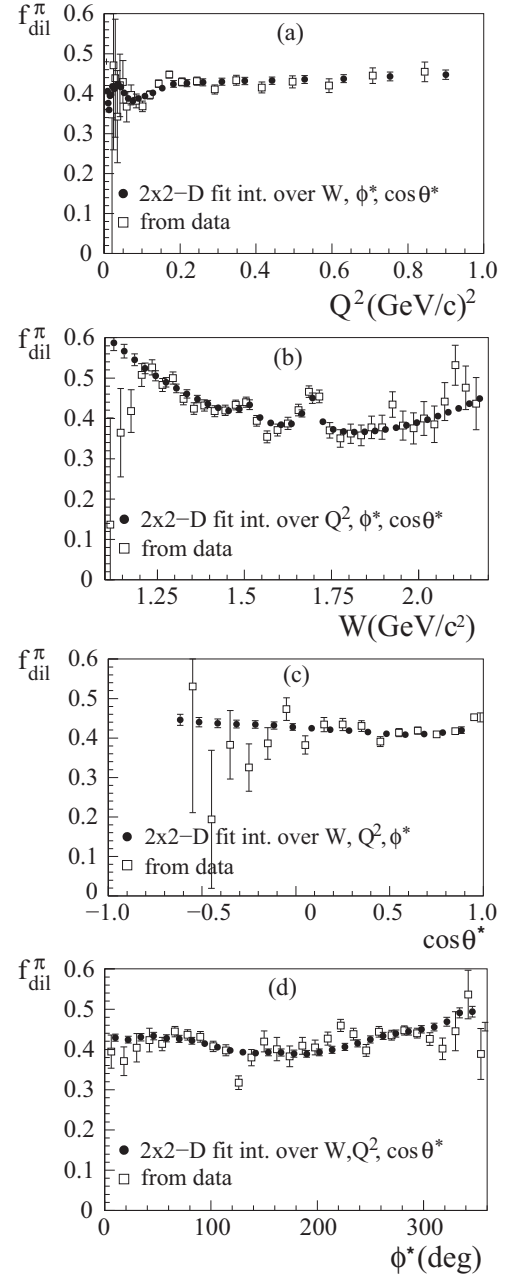 f_dil^π
(a)
0.6
0.5
0.4
0.3
0.2
0.1
0
2x2−D fit int. over W, ϕ*, cosθ*
from data
0 0.2 0.4 0.6 0.8 1.0
Q² (GeV/c)²
f_dil^π
(b)
0.6
0.5
0.4
0.3
0.2
0.1
0
2x2−D fit int. over Q², ϕ*, cosθ*
from data
1.25 1.5 1.75 2.0
W(GeV/c²)
f_dil^π
(c)
0.6
0.5
0.4
0.3
0.2
0.1
0
2x2−D fit int. over W, Q², ϕ*
from data
−1.0 −0.5 0 0.5 1.0
cosθ*
f_dil^π
(d)
0.6
0.5
0.4
0.3
0.2
0.1
0
2x2−D fit int. over W,Q², cosθ*
from data
0 100 200 300
ϕ*(deg)